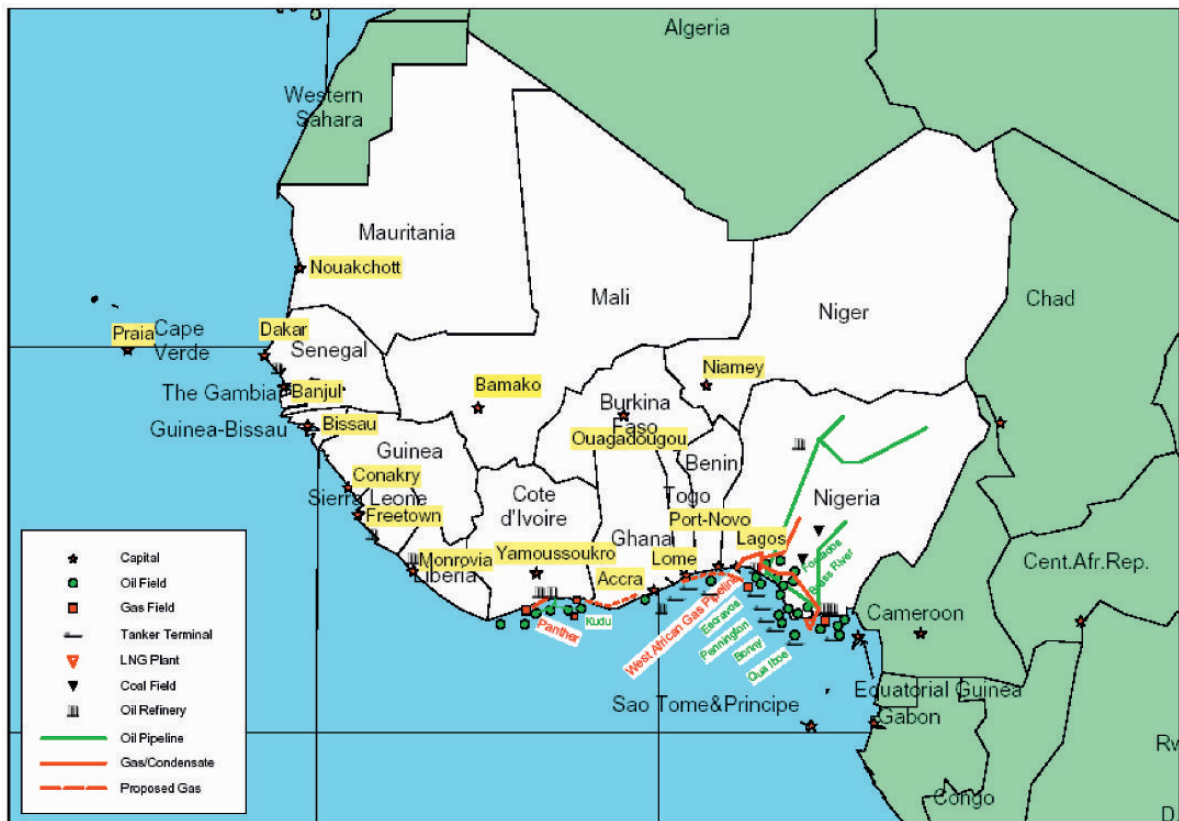 Algeria
Western
Sahara
Mauritania
Nouakchott
Mali
Niger
Chad
Praia
Cape
Verde
Dakar
Senegal
The Gambia
Banjul
Bamako
Niamey
Burkina
Faso
Ouagadougou
Guinea-Bissau
Bissau
Guinea
Benin
Conakry
Sierra Leone
Freetown
Cote
d'Ivoire
Togo
Nigeria
Port-Novo
Ghana
Lagos
Monrovia
Liberia
Yamoussoukro
Lome
Accra
Forcados
Brass River
Cent.Afr.Rep.
Cameroon
Panther
Kudu
West African Gas Pipeline
Escravos
Pennington
Bonny
Qua Iboe
Sao Tome&Principe
Equatorial Guinea
Gabon
Congo
Rv
D.
Capital
Oil Field
Gas Field
Tanker Terminal
LNG Plant
Coal Field
Oil Refinery
Oil Pipeline
Gas/Condensate
Proposed Gas